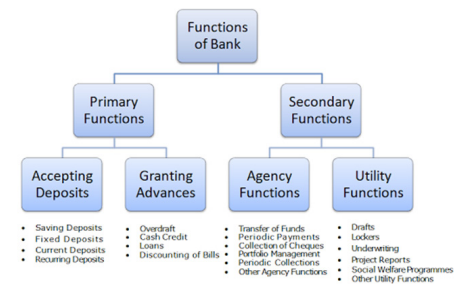 Functions
of Bank
Primary
Functions
Secondary
Functions
Accepting
Deposits
Granting
Advances
Agency
Functions
Utility
Functions
• Saving Deposits
• Fixed Deposits
• Current Deposits
• Recurring Deposits
• Overdraft
• Cash Credit
• Loans
• Discounting of Bills
• Transfer of Funds
• Periodic Payments
• Collection of Cheques
• Portfolio Management
• Periodic Collections
• Other Agency Functions
• Drafts
• Lockers
• Underwriting
• Project Reports
• Social Welfare Programmes
• Other Utility Functions